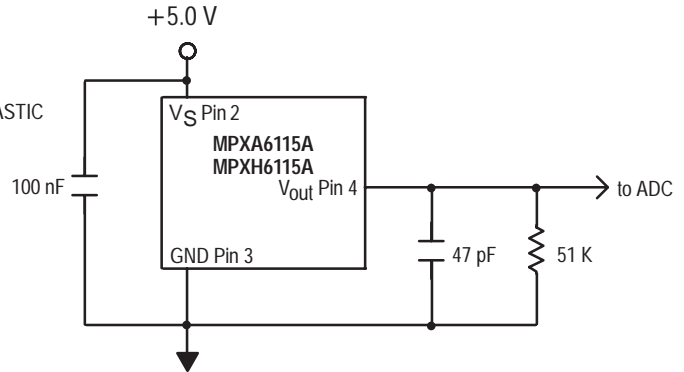 +5.0 V
ASTIC
VS Pin 2
MPXA6115A
MPXH6115A
100 nF
Vout Pin 4
to ADC
GND Pin 3
47 pF
51 K